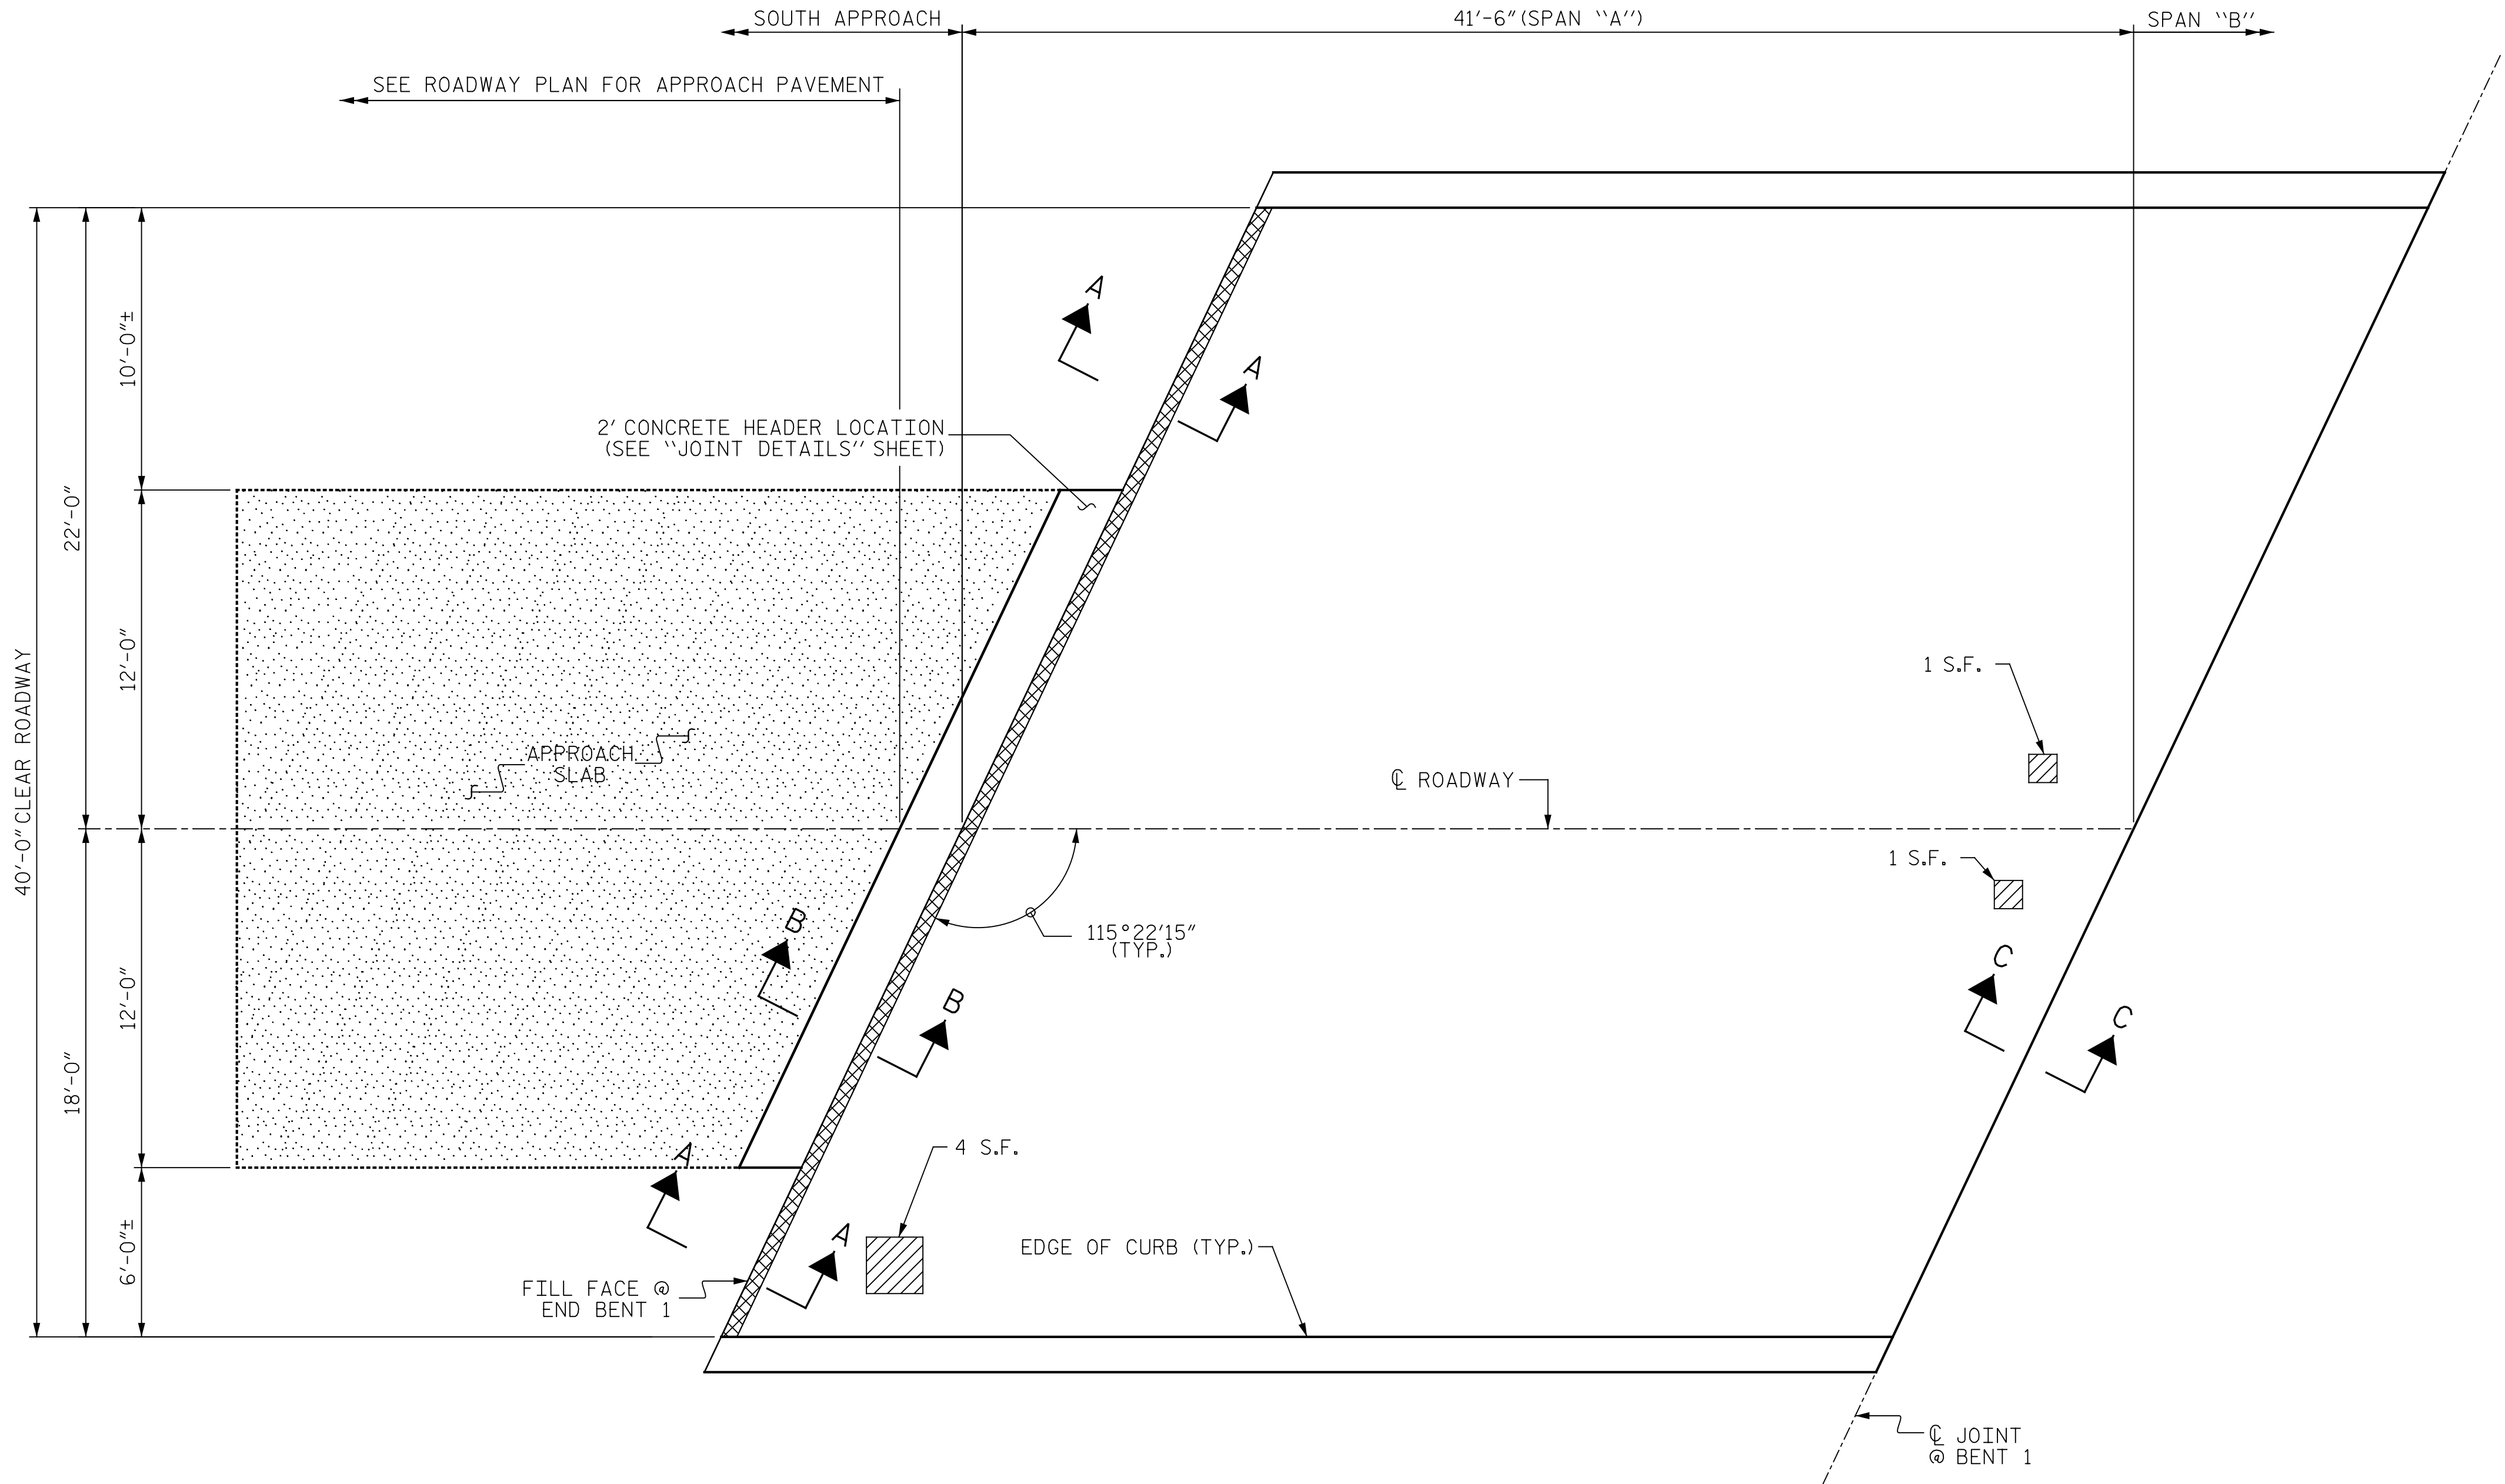 SOUTH APPROACH
41'-6" (SPAN "A")
SPAN "B"
SEE ROADWAY PLAN FOR APPROACH PAVEMENT
A
A
10'-0"±
2' CONCRETE HEADER LOCATION
(SEE "JOINT DETAILS" SHEET)
22'-0"
12'-0"
40'-0" CLEAR ROADWAY
1 S.F.
APPROACH
SLAB
℄ ROADWAY
1 S.F.
B
115°22'15"
(TYP.)
C
12'-0"
B
C
18'-0"
A
4 S.F.
6'-0"±
A
EDGE OF CURB (TYP.)
FILL FACE @
END BENT 1
℄ JOINT
@ BENT 1